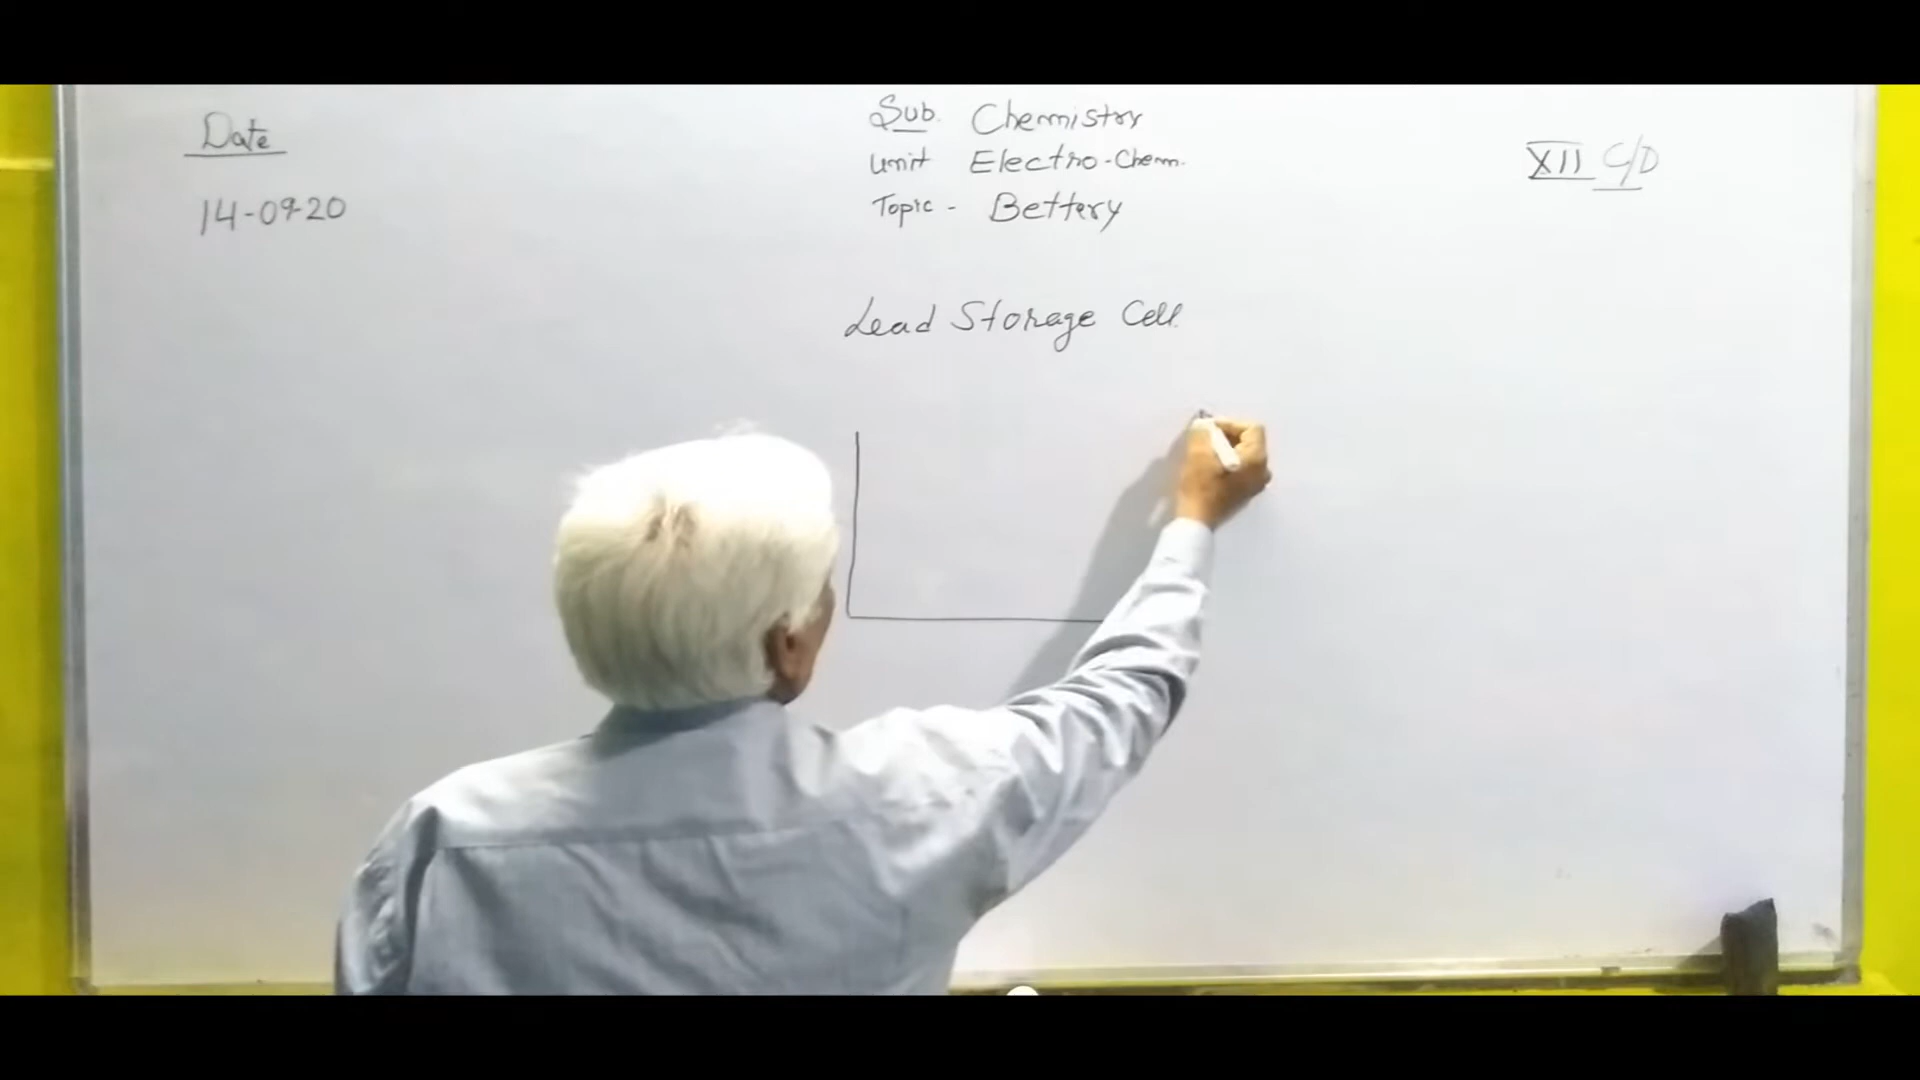 Date
14-09-20
Sub. Chemistry
Unit Electro-Chem.
Topic - Bettery
XII C/D
Lead Storage Cell